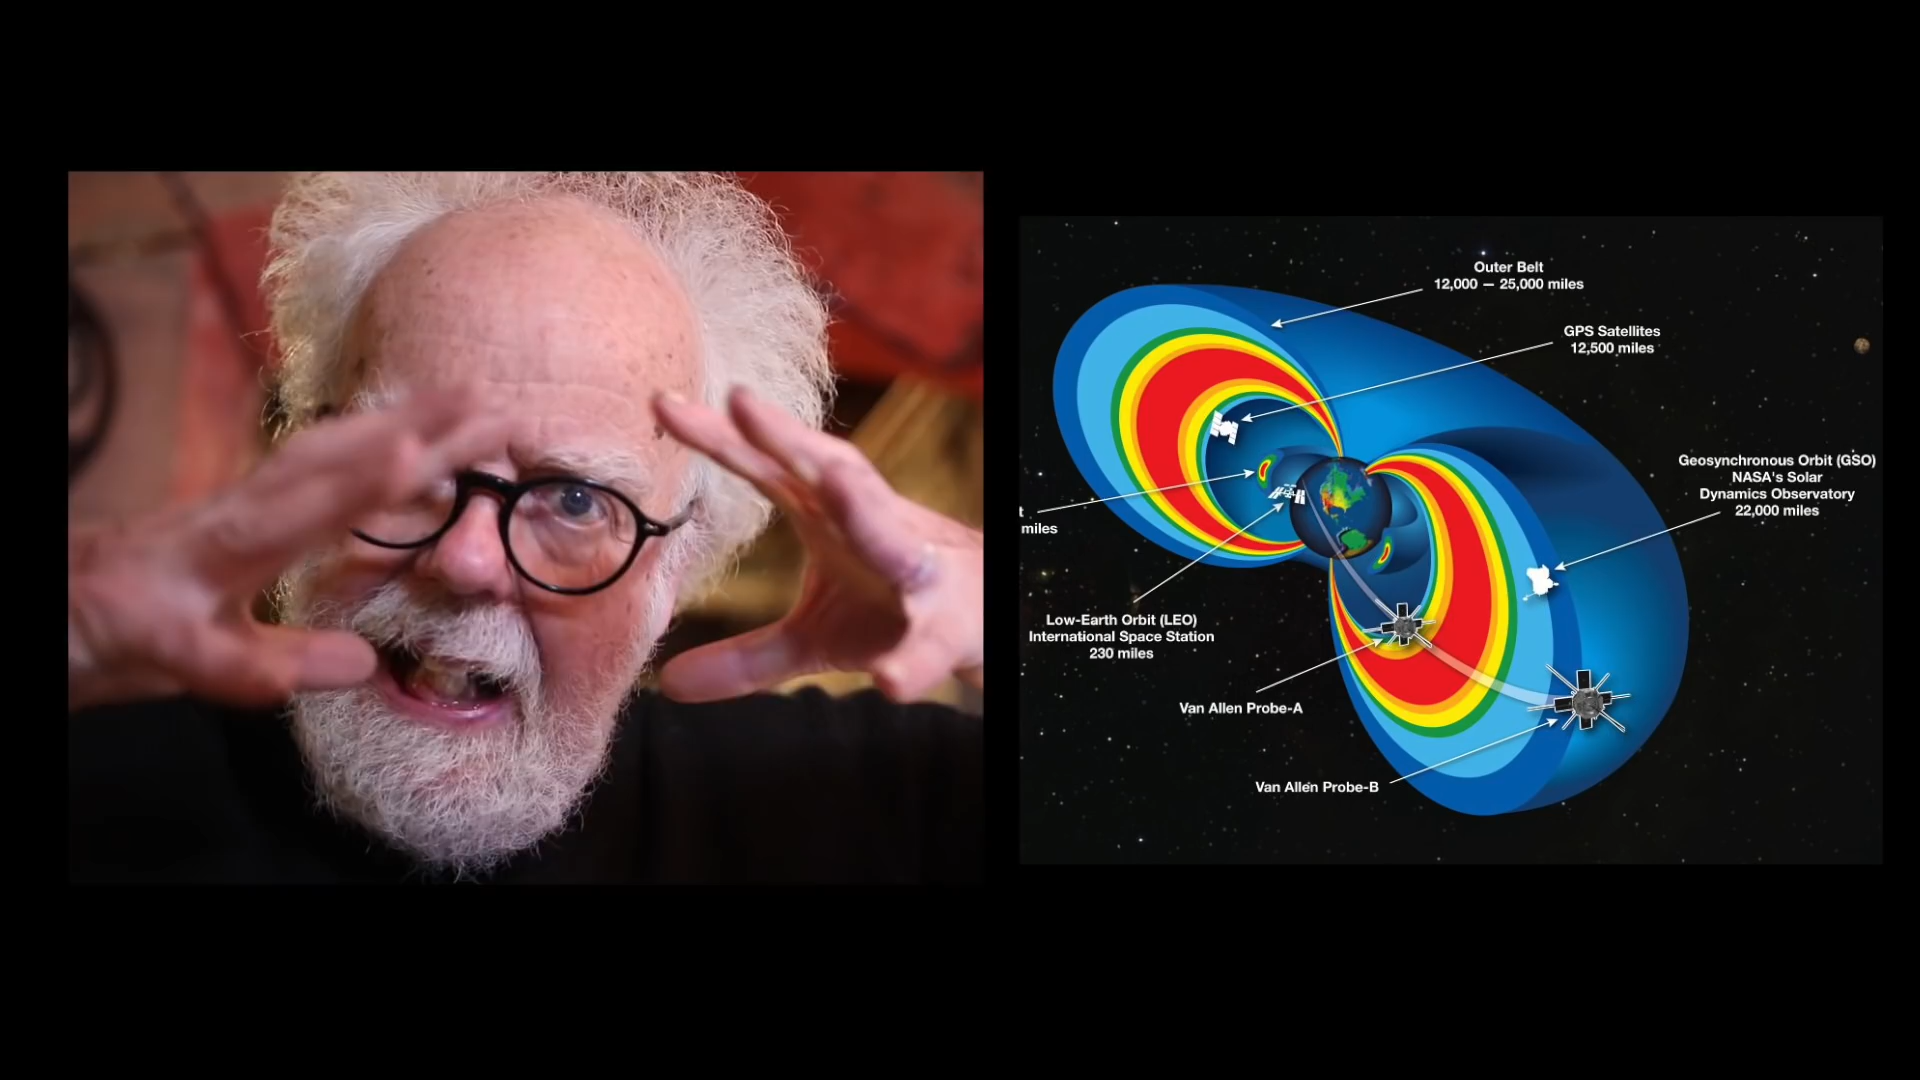 Outer Belt
12,000 — 25,000 miles
GPS Satellites
12,500 miles
Geosynchronous Orbit (GSO)
NASA's Solar
Dynamics Observatory
22,000 miles
t
miles
Low-Earth Orbit (LEO)
International Space Station
230 miles
Van Allen Probe-A
Van Allen Probe-B